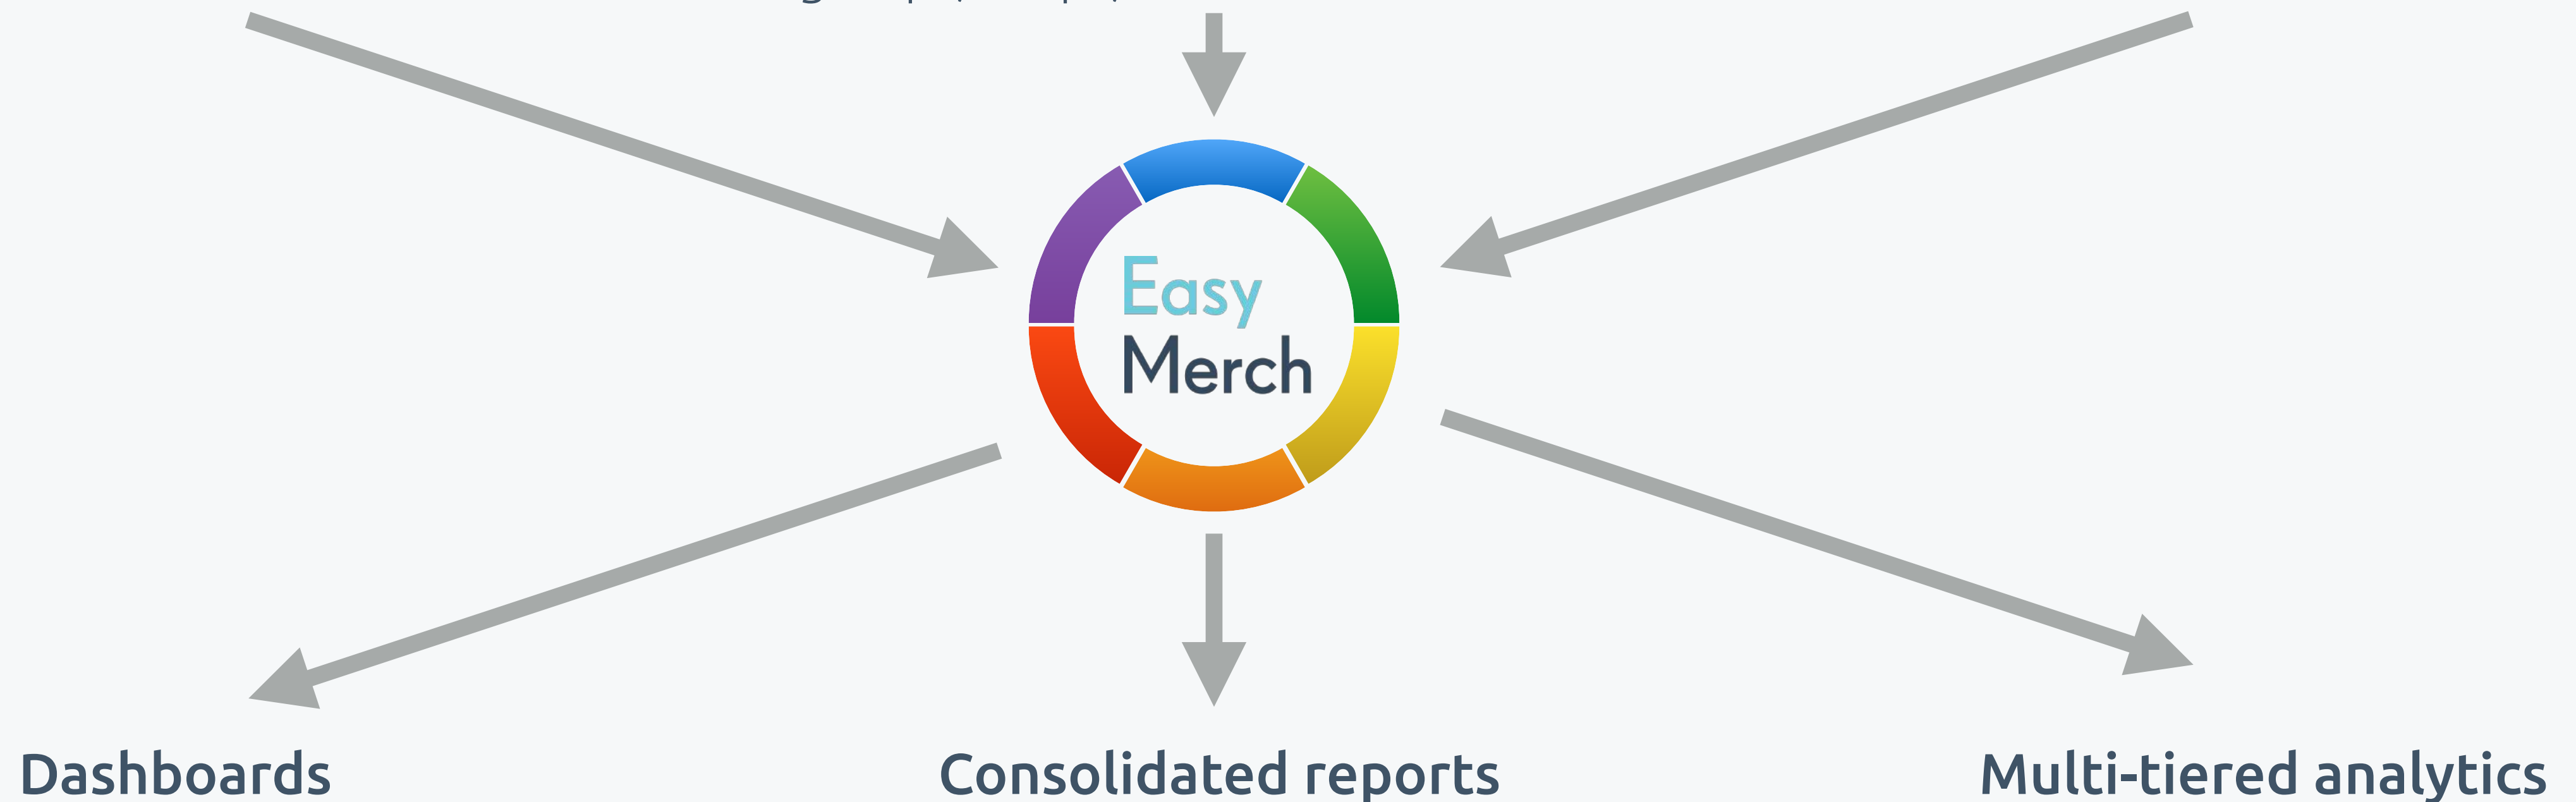 Easy
Merch
Dashboards
Consolidated reports
Multi-tiered analytics